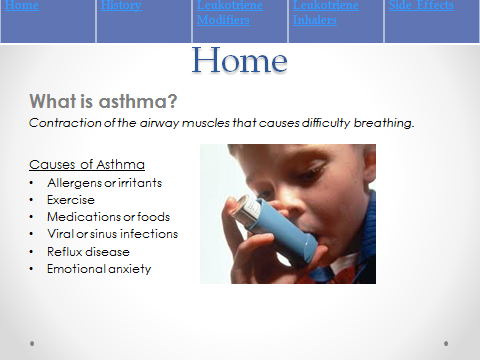 Home
History
Leukotriene
Modifiers
Leukotriene
Inhalers
Side Effects
Home
What is asthma?
Contraction of the airway muscles that causes difficulty breathing.
Causes of Asthma
• Allergens or irritants
• Exercise
• Medications or foods
• Viral or sinus infections
• Reflux disease
• Emotional anxiety